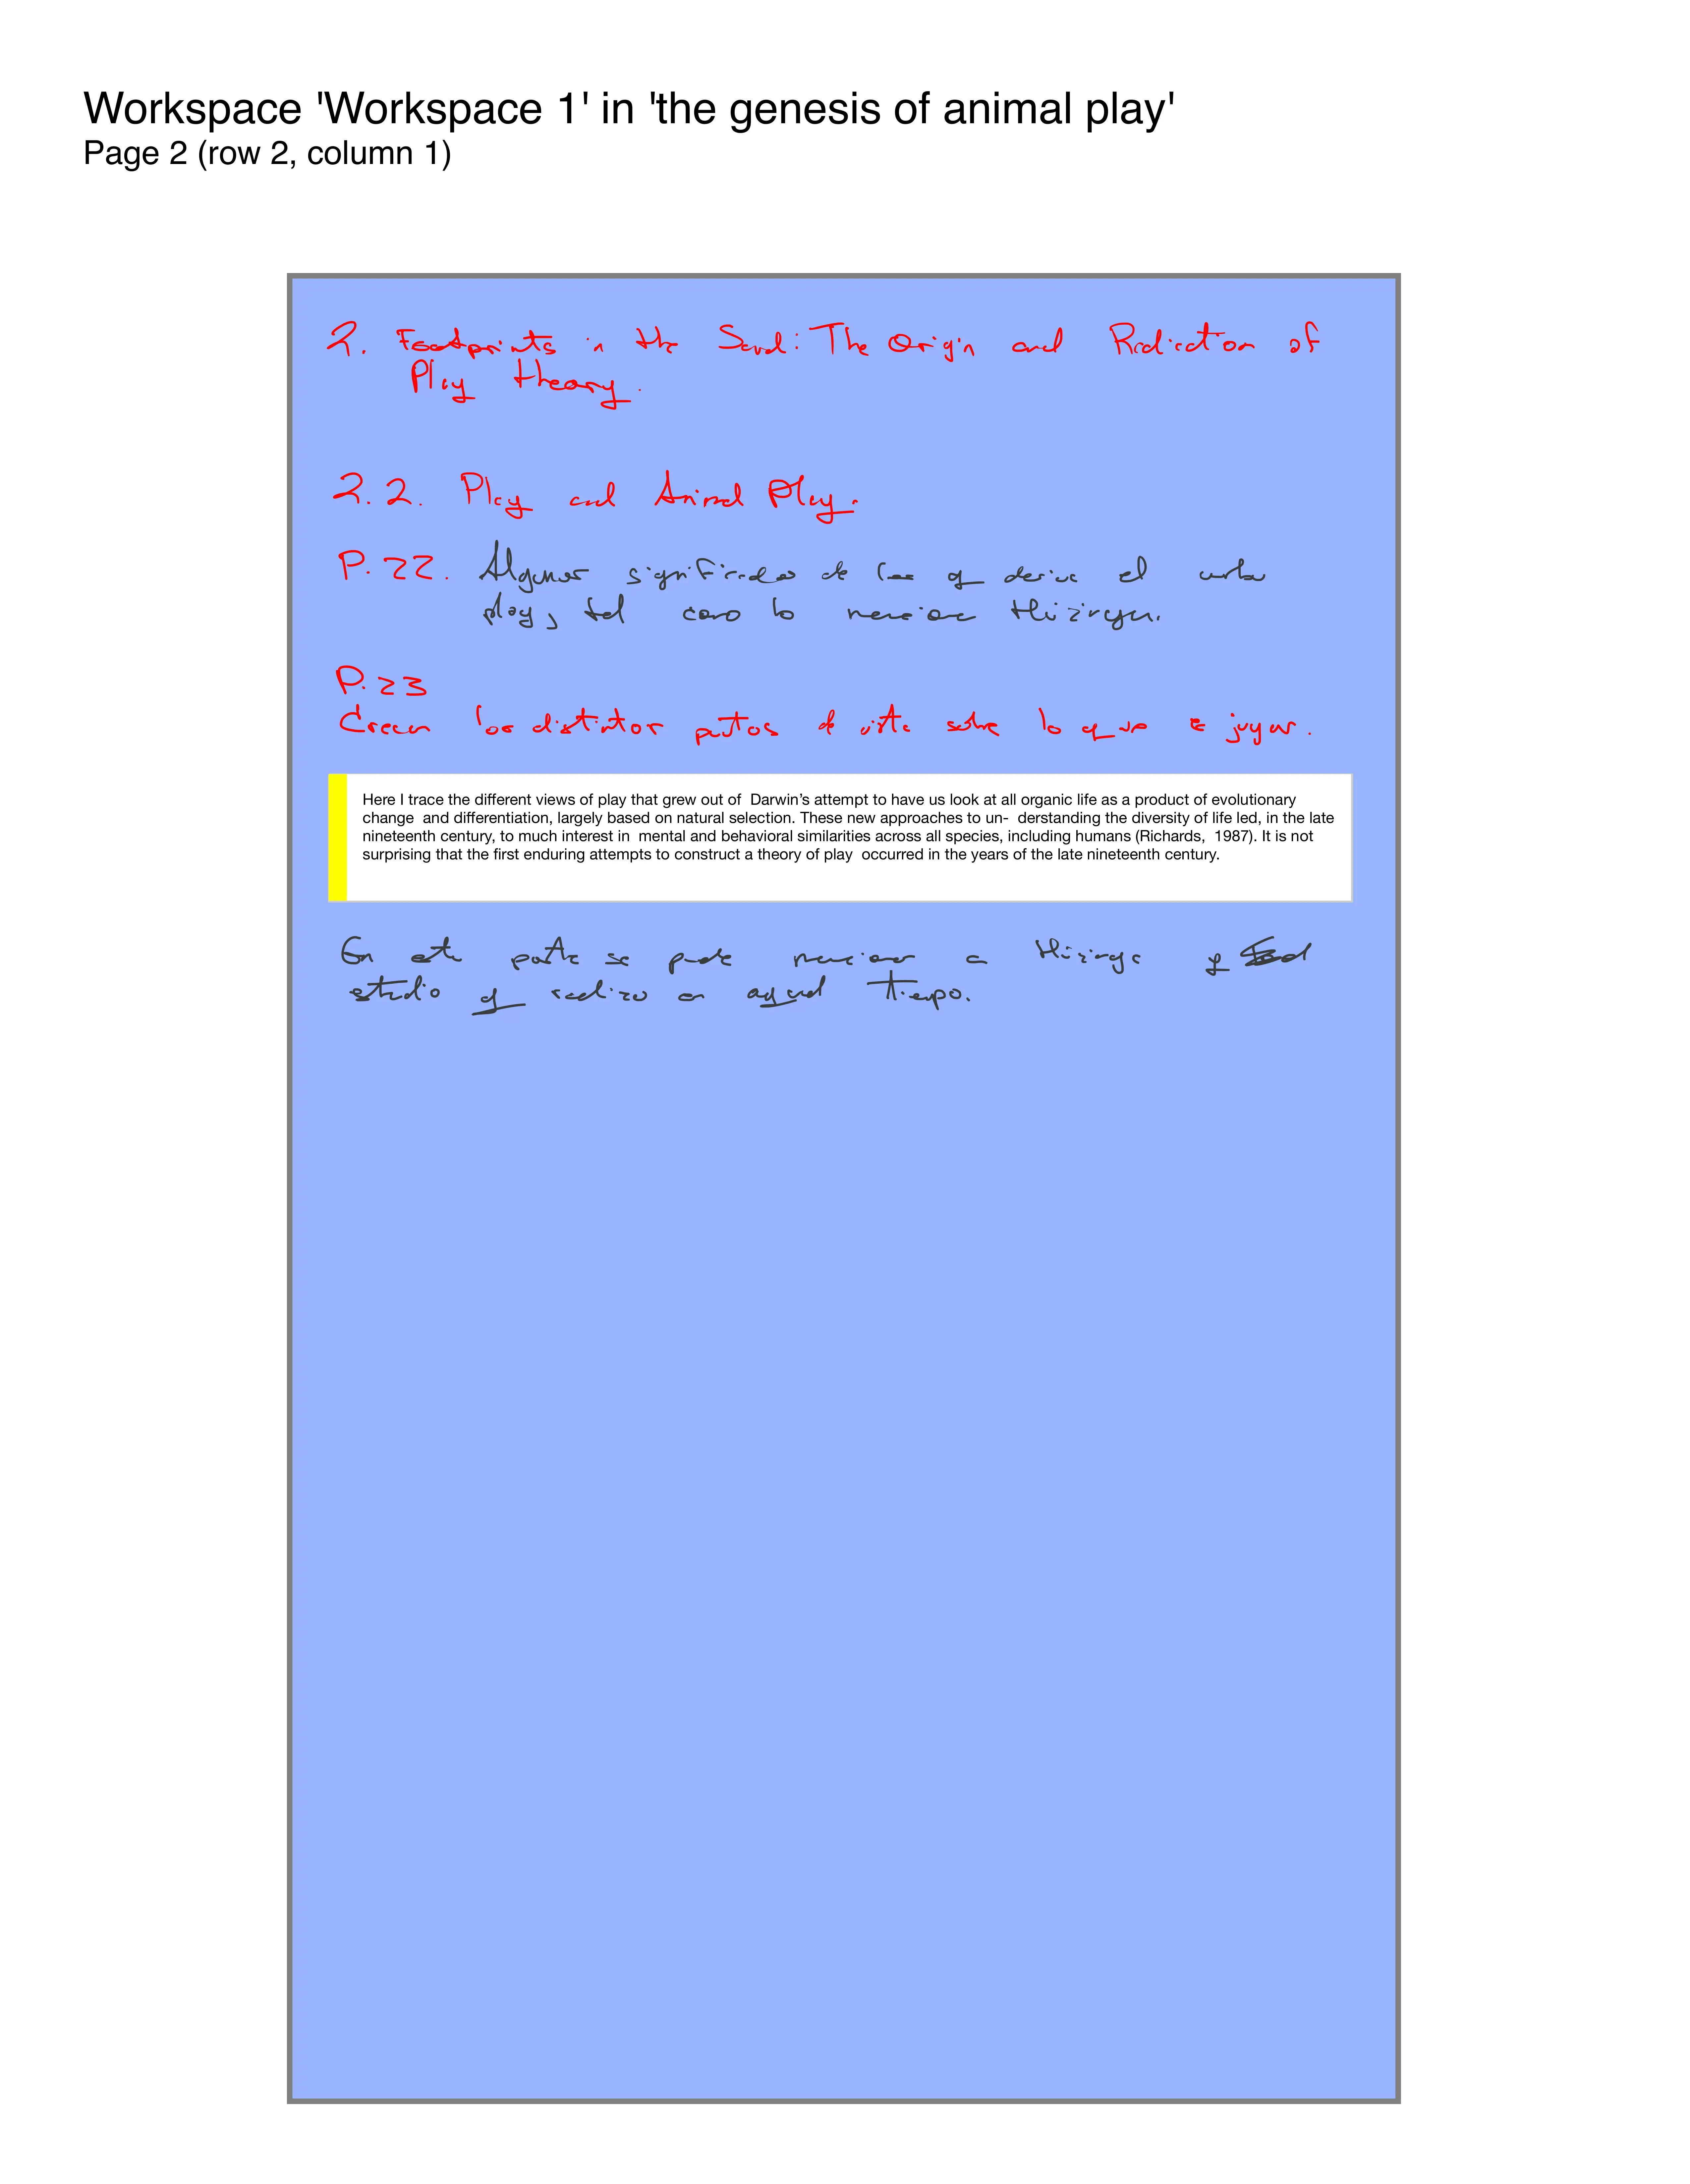 Workspace 'Workspace 1' in 'the genesis of animal play'
Page 2 (row 2, column 1)
2. Footprints in the Sand: The Origin and Radiation of
Play theory.
2.2. Play and Animal Play.
P.22. Algunos significados de los q deriva el
play, tal como lo menciona
P.23
Crecen los distintos putos de vista sobre lo que es jugar.
Here I trace the different views of play that grew out of Darwin's attempt to have us look at all organic life as a product of evolutionary
change and differentiation, largely based on natural selection. These new approaches to un- derstanding the diversity of life led, in the late
nineteenth century, to much interest in mental and behavioral similarities across all species, including humans (Richards, 1987). It is not
surprising that the first enduring attempts to construct a theory of play occurred in the years of the late nineteenth century.
En esta parte se puede mencionar a
estudio q realizo en aquel tiempo.